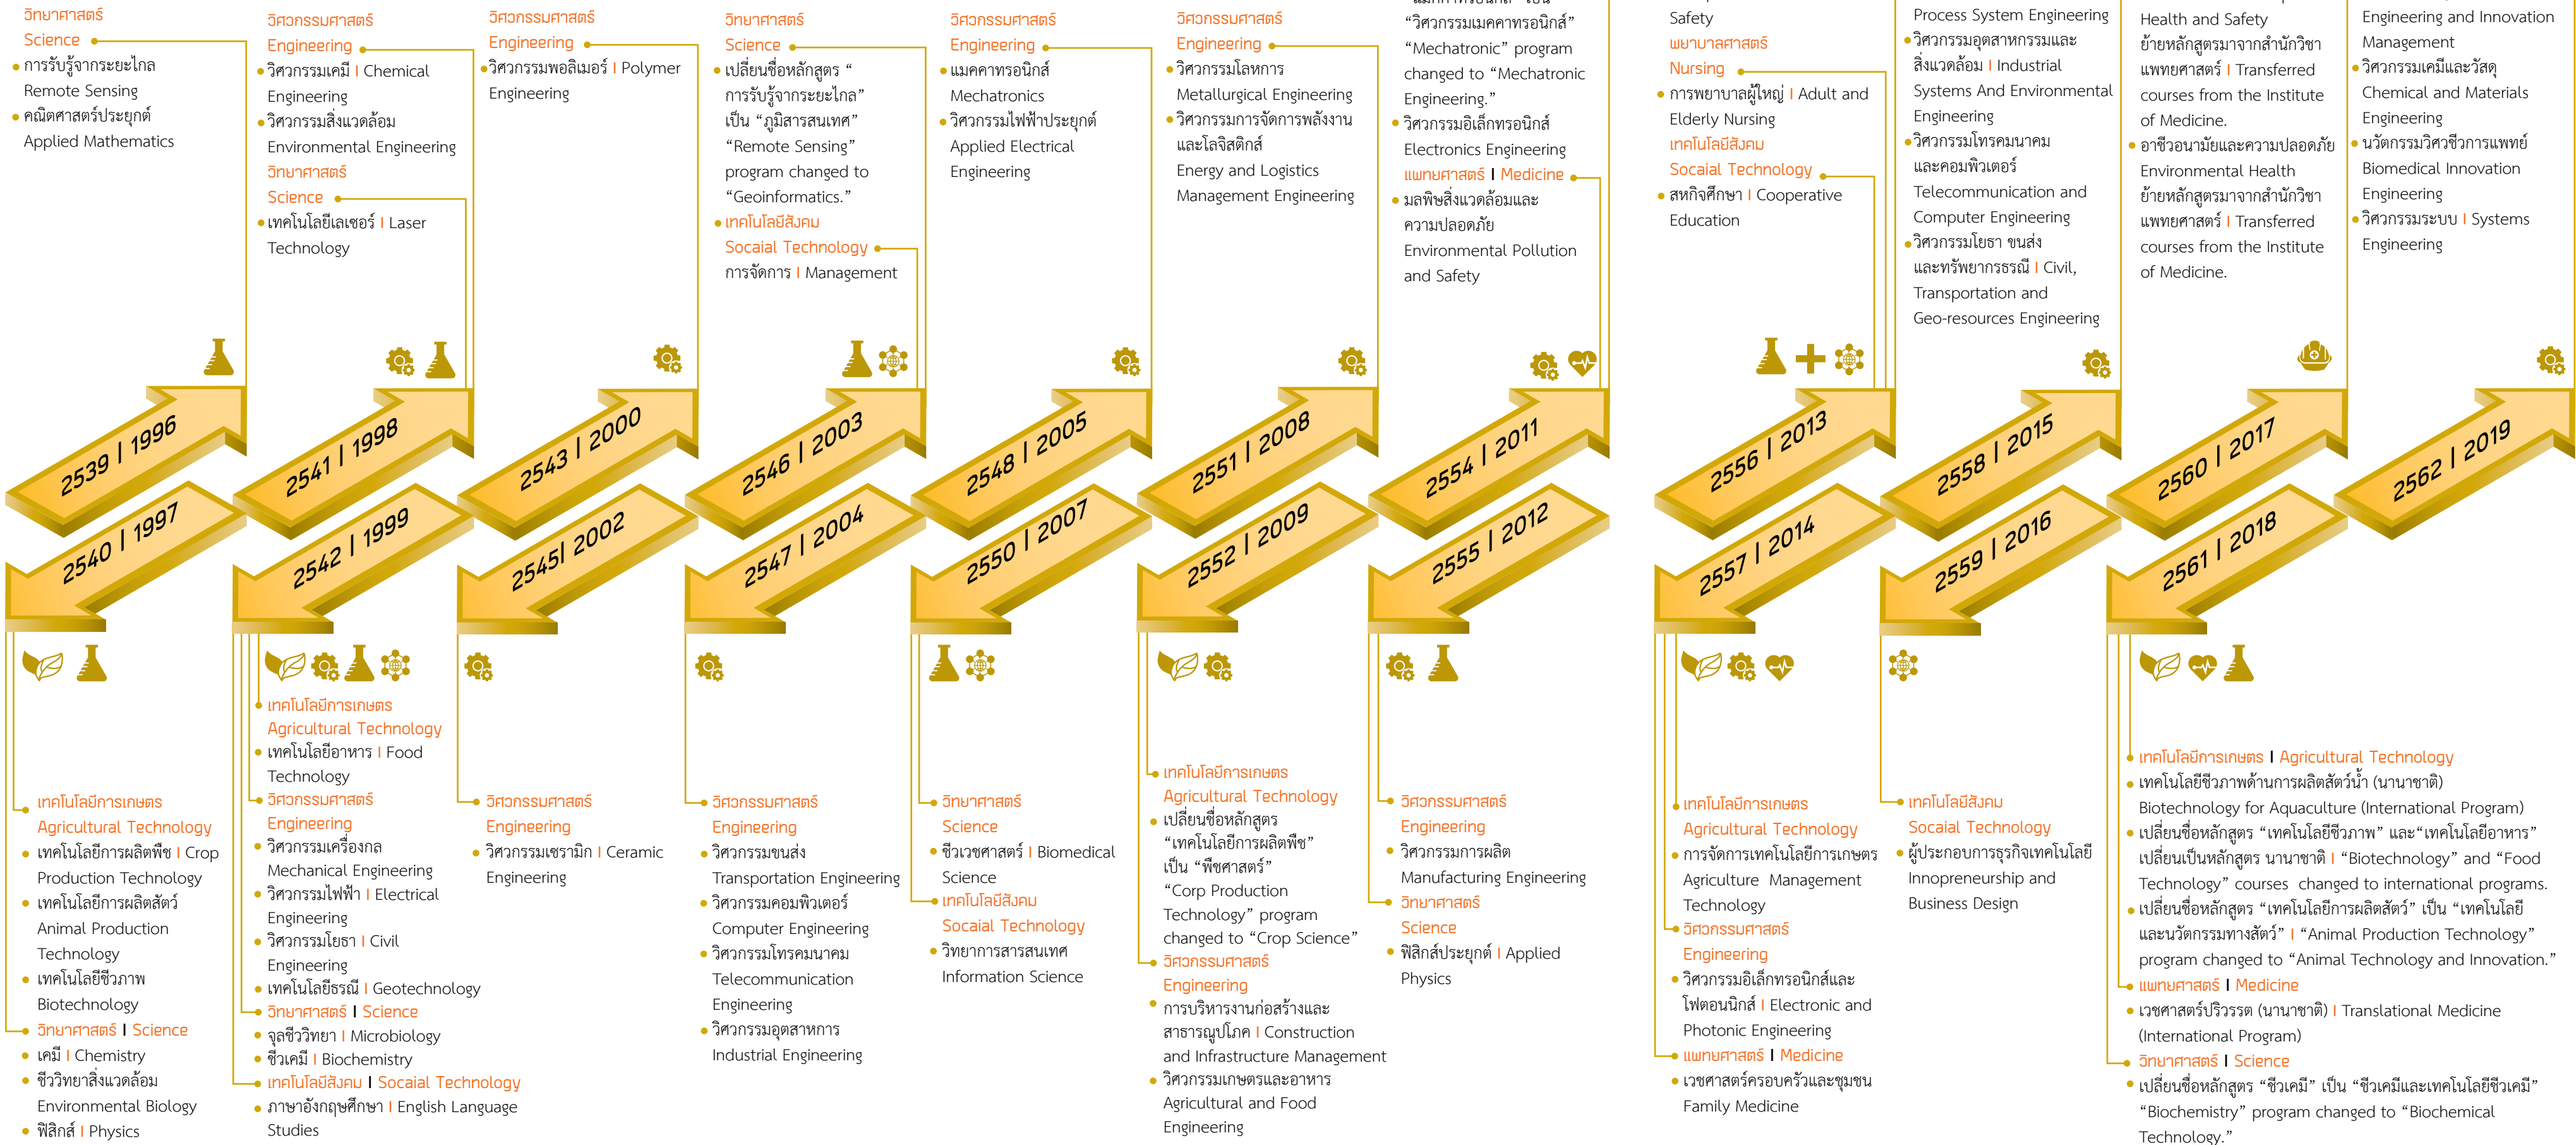 วิทยาศาสตร์
Science
การรับรู้จากระยะไกล
Remote Sensing
คณิตศาสตร์ประยุกต์
Applied Mathematics
วิศวกรรมศาสตร์
Engineering
วิศวกรรมเคมี | Chemical
Engineering
วิศวกรรมสิ่งแวดล้อม
Environmental Engineering
วิทยาศาสตร์
Science
เทคโนโลยีเลเซอร์ | Laser
Technology
วิศวกรรมศาสตร์
Engineering
วิศวกรรมพอลิเมอร์ | Polymer
Engineering
วิทยาศาสตร์
Science
เปลี่ยนชื่อหลักสูตร “
การรับรู้จากระยะไกล”
เป็น “ภูมิสารสนเทศ”
“Remote Sensing”
program changed to
“Geoinformatics.”
เทคโนโลยีสังคม
Socaial Technology
การจัดการ | Management
วิศวกรรมศาสตร์
Engineering
แมคคาทรอนิกส์
Mechatronics
วิศวกรรมไฟฟ้าประยุกต์
Applied Electrical
Engineering
วิศวกรรมศาสตร์
Engineering
วิศวกรรมโลหการ
Metallurgical Engineering
วิศวกรรมการจัดการพลังงาน
และโลจิสติกส์
Energy and Logistics
Management Engineering
“วิศวกรรมเมคคาทรอนิกส์”
“Mechatronic” program
changed to “Mechatronic
Engineering.”
วิศวกรรมอิเล็กทรอนิกส์
Electronics Engineering
แพทยศาสตร์ | Medicine
มลพิษสิ่งแวดล้อมและ
ความปลอดภัย
Environmental Pollution
and Safety
Safety
พยาบาลศาสตร์
Nursing
การพยาบาลผู้ใหญ่ | Adult and
Elderly Nursing
เทคโนโลยีสังคม
Socaial Technology
สหกิจศึกษา | Cooperative
Education
Process System Engineering
วิศวกรรมอุตสาหกรรมและ
สิ่งแวดล้อม | Industrial
Systems And Environmental
Engineering
วิศวกรรมโทรคมนาคม
และคอมพิวเตอร์
Telecommunication and
Computer Engineering
วิศวกรรมโยธา ขนส่ง
และทรัพยากรธรณี | Civil,
Transportation and
Geo-resources Engineering
Health and Safety
ย้ายหลักสูตรมาจากสำนักวิชา
แพทยศาสตร์ | Transferred
courses from the Institute
of Medicine.
อาชีวอนามัยและความปลอดภัย
Environmental Health
ย้ายหลักสูตรมาจากสำนักวิชา
แพทยศาสตร์ | Transferred
courses from the Institute
of Medicine.
Engineering and Innovation
Management
วิศวกรรมเคมีและวัสดุ
Chemical and Materials
Engineering
นวัตกรรมวิศวชีวการแพทย์
Biomedical Innovation
Engineering
วิศวกรรมระบบ | Systems
Engineering
2539 | 1996
2541 | 1998
2543 | 2000
2546 | 2003
2548 | 2005
2551 | 2008
2554 | 2011
2556 | 2013
2558 | 2015
2560 | 2017
2562 | 2019
2540 | 1997
2542 | 1999
2545| 2002
2547 | 2004
2550 | 2007
2552 | 2009
2555 | 2012
2557 | 2014
2559 | 2016
2561 | 2018
เทคโนโลยีการเกษตร
Agricultural Technology
เทคโนโลยีการผลิตพืช | Crop
Production Technology
เทคโนโลยีการผลิตสัตว์
Animal Production
Technology
เทคโนโลยีชีวภาพ
Biotechnology
วิทยาศาสตร์ | Science
เคมี | Chemistry
ชีววิทยาสิ่งแวดล้อม
Environmental Biology
ฟิสิกส์ | Physics
เทคโนโลยีการเกษตร
Agricultural Technology
เทคโนโลยีอาหาร | Food
Technology
วิศวกรรมศาสตร์
Engineering
วิศวกรรมเครื่องกล
Mechanical Engineering
วิศวกรรมไฟฟ้า | Electrical
Engineering
วิศวกรรมโยธา | Civil
Engineering
เทคโนโลยีธรณี | Geotechnology
วิทยาศาสตร์ | Science
จุลชีววิทยา | Microbiology
ชีวเคมี | Biochemistry
เทคโนโลยีสังคม | Socaial Technology
ภาษาอังกฤษศึกษา | English Language
Studies
วิศวกรรมศาสตร์
Engineering
วิศวกรรมเซรามิก | Ceramic
Engineering
วิศวกรรมศาสตร์
Engineering
วิศวกรรมขนส่ง
Transportation Engineering
วิศวกรรมคอมพิวเตอร์
Computer Engineering
วิศวกรรมโทรคมนาคม
Telecommunication
Engineering
วิศวกรรมอุตสาหการ
Industrial Engineering
วิทยาศาสตร์
Science
ชีวเวชศาสตร์ | Biomedical
Science
เทคโนโลยีสังคม
Socaial Technology
วิทยาการสารสนเทศ
Information Science
เทคโนโลยีการเกษตร
Agricultural Technology
เปลี่ยนชื่อหลักสูตร
“เทคโนโลยีการผลิตพืช”
เป็น “พืชศาสตร์”
“Corp Production
Technology” program
changed to “Crop Science”
วิศวกรรมศาสตร์
Engineering
การบริหารงานก่อสร้างและ
สาธารณูปโภค | Construction
and Infrastructure Management
วิศวกรรมเกษตรและอาหาร
Agricultural and Food
Engineering
วิศวกรรมศาสตร์
Engineering
วิศวกรรมการผลิต
Manufacturing Engineering
วิทยาศาสตร์
Science
ฟิสิกส์ประยุกต์ | Applied
Physics
เทคโนโลยีการเกษตร
Agricultural Technology
การจัดการเทคโนโลยีการเกษตร
Agriculture Management
Technology
วิศวกรรมศาสตร์
Engineering
วิศวกรรมอิเล็กทรอนิกส์และ
โฟตอนนิกส์ | Electronic and
Photonic Engineering
แพทยศาสตร์ | Medicine
เวชศาสตร์ครอบครัวและชุมชน
Family Medicine
เทคโนโลยีสังคม
Socaial Technology
ผู้ประกอบการธุรกิจเทคโนโลยี
Innopreneurship and
Business Design
เทคโนโลยีการเกษตร | Agricultural Technology
เทคโนโลยีชีวภาพด้านการผลิตสัตว์น้ำ (นานาชาติ)
Biotechnology for Aquaculture (International Program)
เปลี่ยนชื่อหลักสูตร “เทคโนโลยีชีวภาพ” และ“เทคโนโลยีอาหาร”
เปลี่ยนเป็นหลักสูตร นานาชาติ | “Biotechnology” and “Food
Technology” courses changed to international programs.
เปลี่ยนชื่อหลักสูตร “เทคโนโลยีการผลิตสัตว์” เป็น “เทคโนโลยี
และนวัตกรรมทางสัตว์” | “Animal Production Technology”
program changed to “Animal Technology and Innovation.”
แพทยศาสตร์ | Medicine
เวชศาสตร์ปริวรรต (นานาชาติ) | Translational Medicine
(International Program)
วิทยาศาสตร์ | Science
เปลี่ยนชื่อหลักสูตร “ชีวเคมี” เป็น “ชีวเคมีและเทคโนโลยีชีวเคมี”
“Biochemistry” program changed to “Biochemical
Technology.”